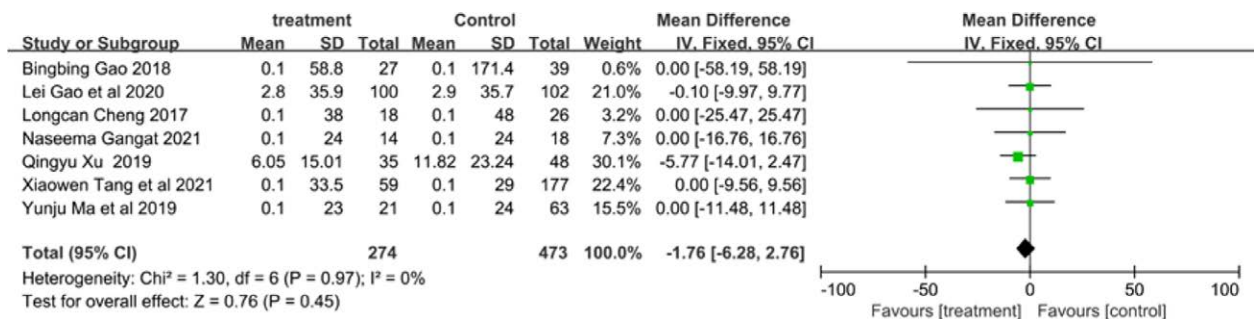 treatment Control Mean Difference Mean Difference
Study or Subgroup Mean SD Total Mean SD Total Weight IV, Fixed, 95% CI IV, Fixed, 95% CI
Bingbing Gao 2018 0.1 58.8 27 0.1 171.4 39 0.6% 0.00 [-58.19, 58.19]
Lei Gao et al 2020 2.8 35.9 100 2.9 35.7 102 21.0% -0.10 [-9.97, 9.77]
Longcan Cheng 2017 0.1 38 18 0.1 48 26 3.2% 0.00 [-25.47, 25.47]
Naseema Gangat 2021 0.1 24 14 0.1 24 18 7.3% 0.00 [-16.76, 16.76]
Qingyu Xu 2019 6.05 15.01 35 11.82 23.24 48 30.1% -5.77 [-14.01, 2.47]
Xiaowen Tang et al 2021 0.1 33.5 59 0.1 29 177 22.4% 0.00 [-9.56, 9.56]
Yunju Ma et al 2019 0.1 23 21 0.1 24 63 15.5% 0.00 [-11.48, 11.48]
Total (95% CI) 274 473 100.0% -1.76 [-6.28, 2.76]
Heterogeneity: Chi² = 1.30, df = 6 (P = 0.97); I² = 0%
Test for overall effect: Z = 0.76 (P = 0.45)
-100 -50 0 50 100
Favours [treatment] Favours [control]